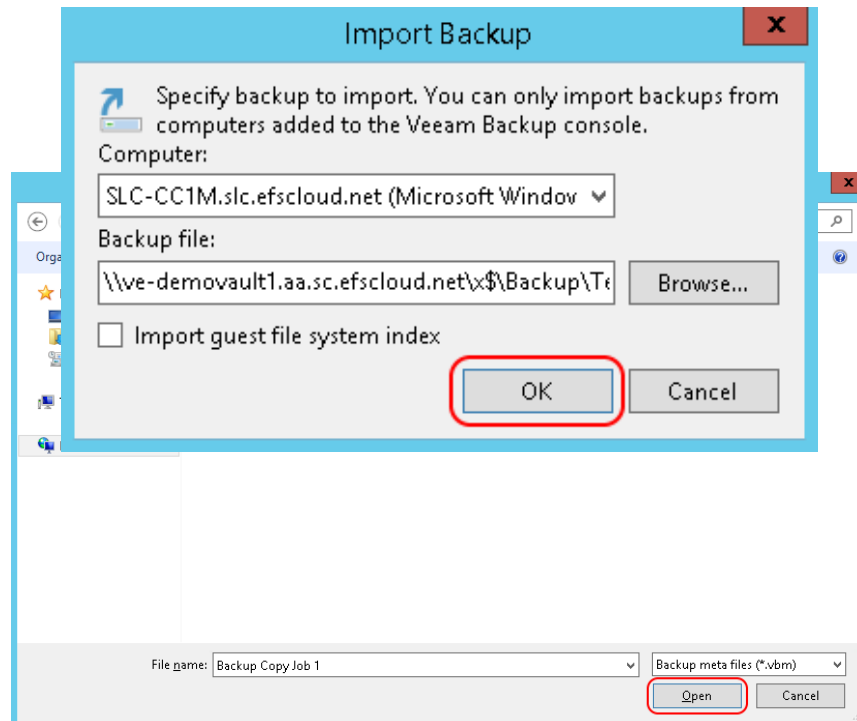 Import Backup
x
Specify backup to import. You can only import backups from
computers added to the Veeam Backup console.
Computer:
SLC-CC1M.slc.efscloud.net (Microsoft Windov
Backup file:
\\ve-demovault1.aa.sc.efscloud.net\x$\Backup\Te
Browse...
Import guest file system index
OK
Cancel
x
Orga
File name:
Backup Copy Job 1
Backup meta files (*.vbm)
Open
Cancel